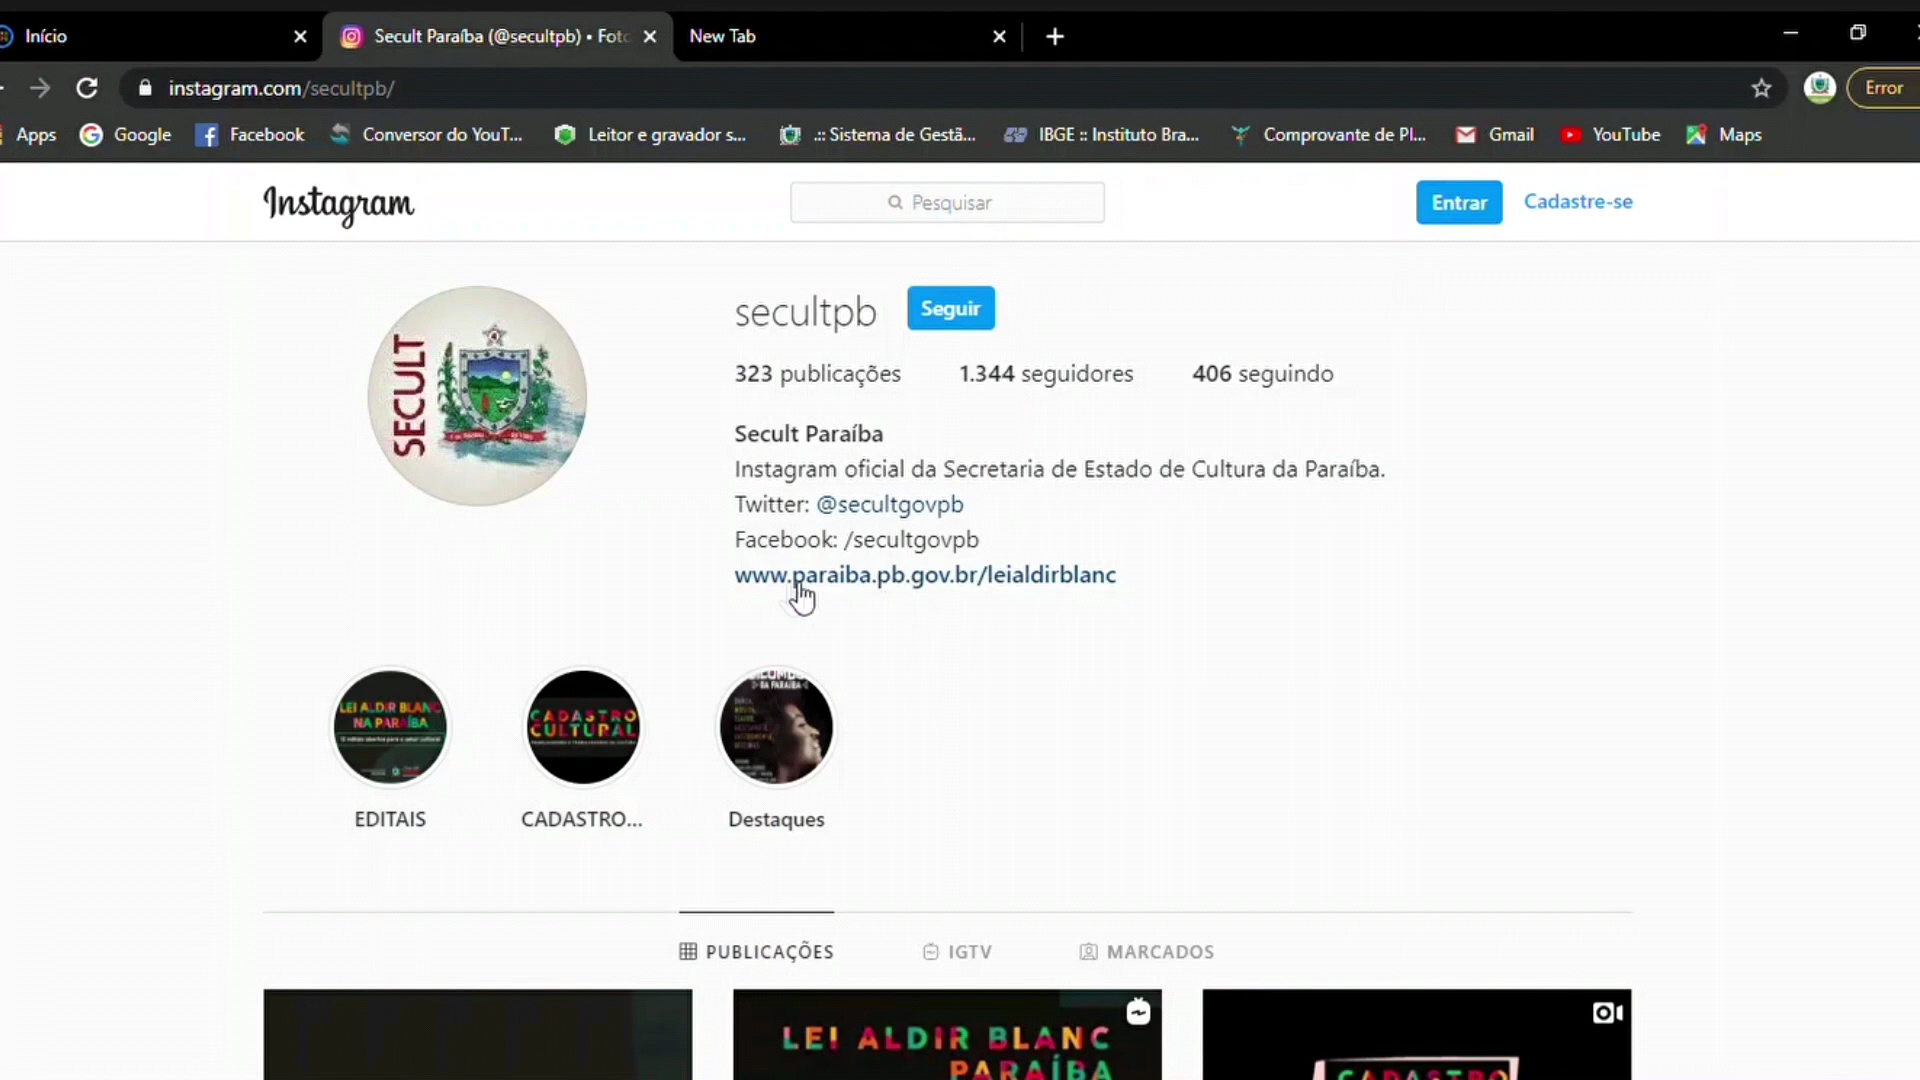 Início
Secult Paraíba (@secultpb) • Foto
New Tab
instagram.com/secultpb/
Error
Apps
Google
Facebook
Conversor do YouT...
Leitor e gravador s...
.:: Sistema de Gestã...
IBGE :: Instituto Bra...
Comprovante de Pl...
Gmail
YouTube
Maps
Instagram
Pesquisar
Entrar
Cadastre-se
SECULT
secultpb
Seguir
323 publicações
1.344 seguidores
406 seguindo
Secult Paraíba
Instagram oficial da Secretaria de Estado de Cultura da Paraíba.
Twitter: @secultgovpb
Facebook: /secultgovpb
www.paraiba.pb.gov.br/leialdirblanc
LEI ALDIR BLANC
NA PARAÍBA
CADASTRO
CULTURAL
DA PARAÍBA
EDITAIS
CADASTRO...
Destaques
PUBLICAÇÕES
IGTV
MARCADOS
LEI ALDIR BLANC
PARAÍBA
CADASTRO